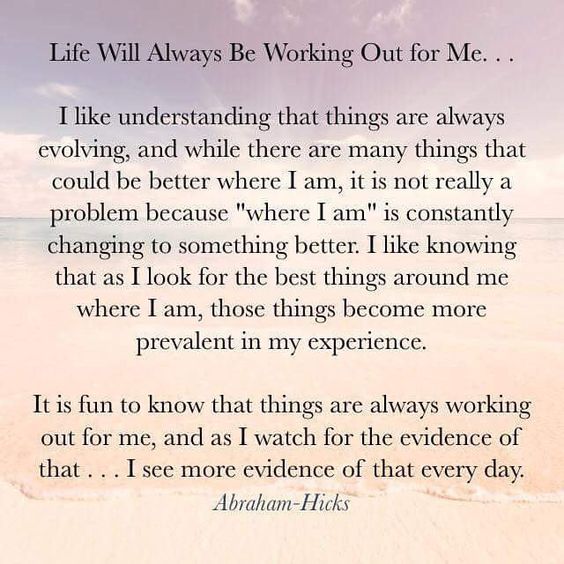 Life Will Always Be Working Out for Me. . .
I like understanding that things are always
evolving, and while there are many things that
could be better where I am, it is not really a
problem because "where I am" is constantly
changing to something better. I like knowing
that as I look for the best things around me
where I am, those things become more
prevalent in my experience.
It is fun to know that things are always working
out for me, and as I watch for the evidence of
that . . . I see more evidence of that every day.
Abraham-Hicks